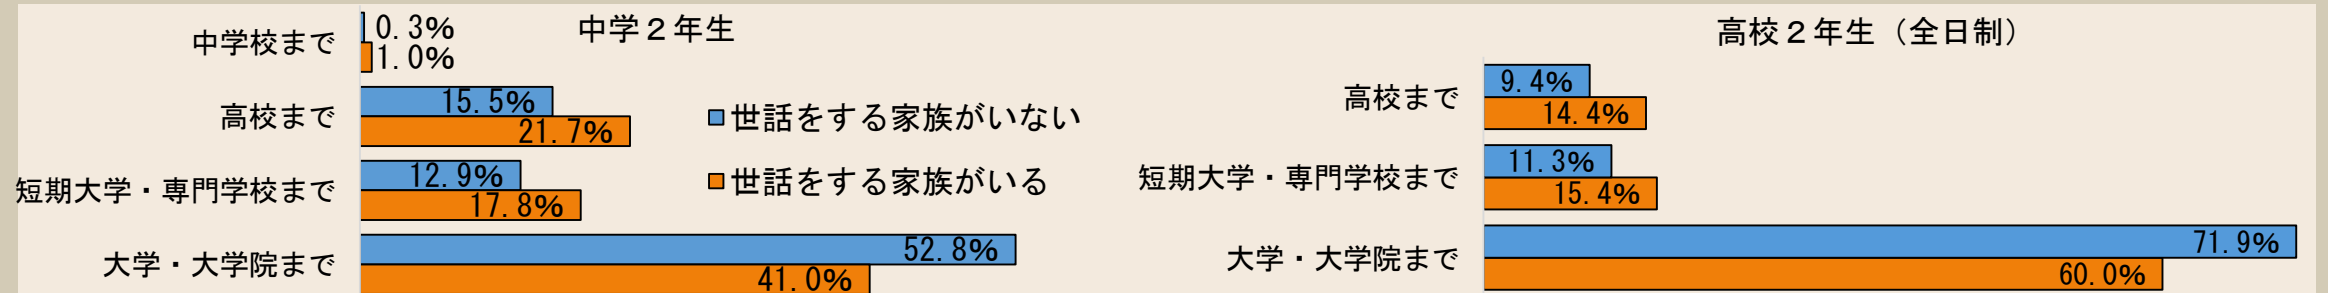 中学２年生
中学校まで
0.3%
1.0%
高校まで
15.5%
21.7%
短期大学・専門学校まで
12.9%
17.8%
大学・大学院まで
52.8%
41.0%
世話をする家族がいない
世話をする家族がいる
高校２年生（全日制）
高校まで
9.4%
14.4%
短期大学・専門学校まで
11.3%
15.4%
大学・大学院まで
71.9%
60.0%